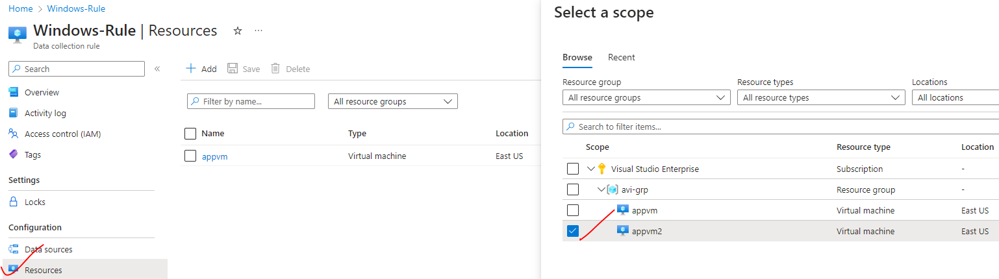 Home > Windows-Rule
Windows-Rule | Resources
Data collection rule
Search
Overview
Activity log
Access control (IAM)
Tags
Settings
Locks
Configuration
Data sources
Resources
Add Save Delete
Filter by name... All resource groups
Name Type Location
appvm Virtual machine East US
Select a scope
Browse Recent
Resource group Resource types Locations
All resource groups All resource types All locations
Search to filter items...
Scope Resource type Location
Visual Studio Enterprise Subscription -
avi-grp Resource group -
appvm Virtual machine East US
appvm2 Virtual machine East US